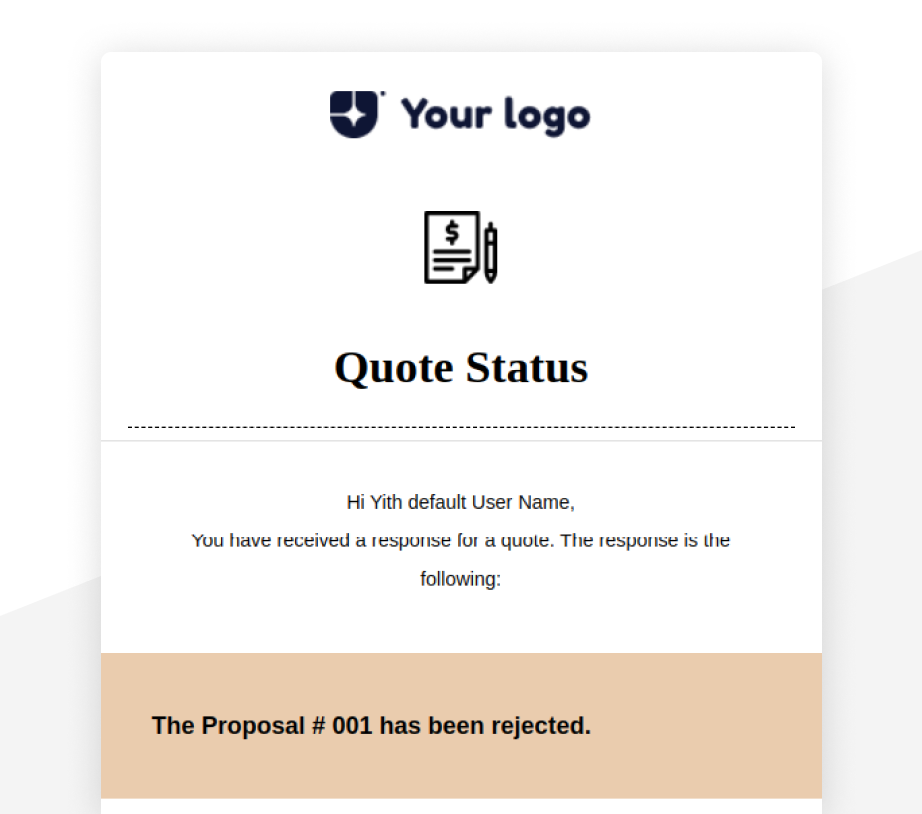 Your logo
$
Quote Status
Hi Yith default User Name,
You have received a response for a quote. The response is the
following:
The Proposal # 001 has been rejected.